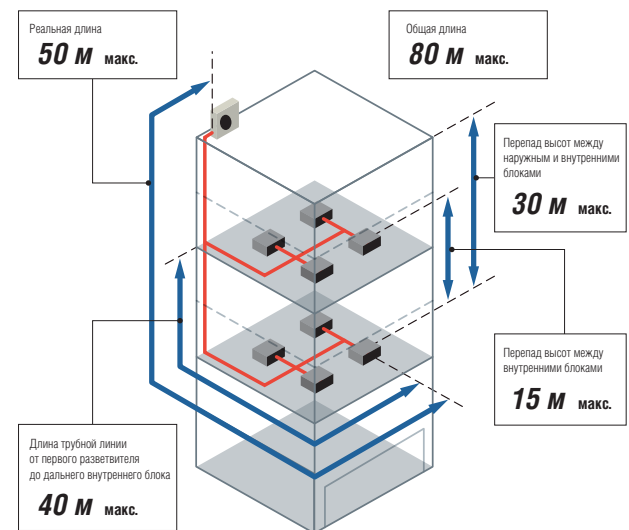 Реальная длина
50 м макс.
Общая длина
80 м макс.
Перепад высот между
наружным и внутренними
блоками
30 м макс.
Перепад высот между
внутренними блоками
15 м макс.
Длина трубной линии
от первого разветвителя
до дальнего внутреннего блока
40 м макс.